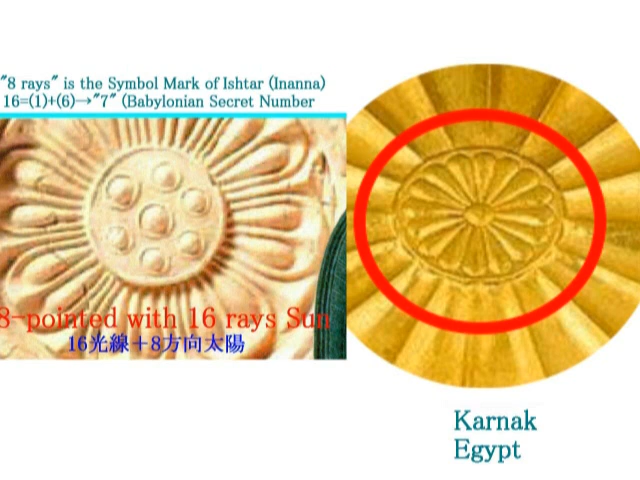 "8 rays" is the Symbol Mark of Ishtar (Inanna)
16=(1)+(6)→"7" (Babylonian Secret Number
8-pointed with 16 rays Sun
16光線＋8方向太陽
Karnak
Egypt